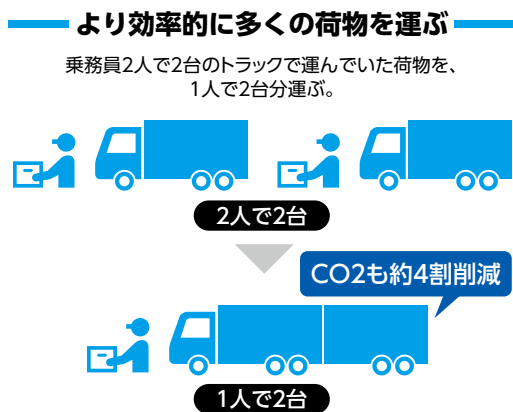 より効率的に多くの荷物を運ぶ
乗務員2人で2台のトラックで運んでいた荷物を、
1人で2台分運ぶ。
2人で2台
CO2も約4割削減
1人で2台